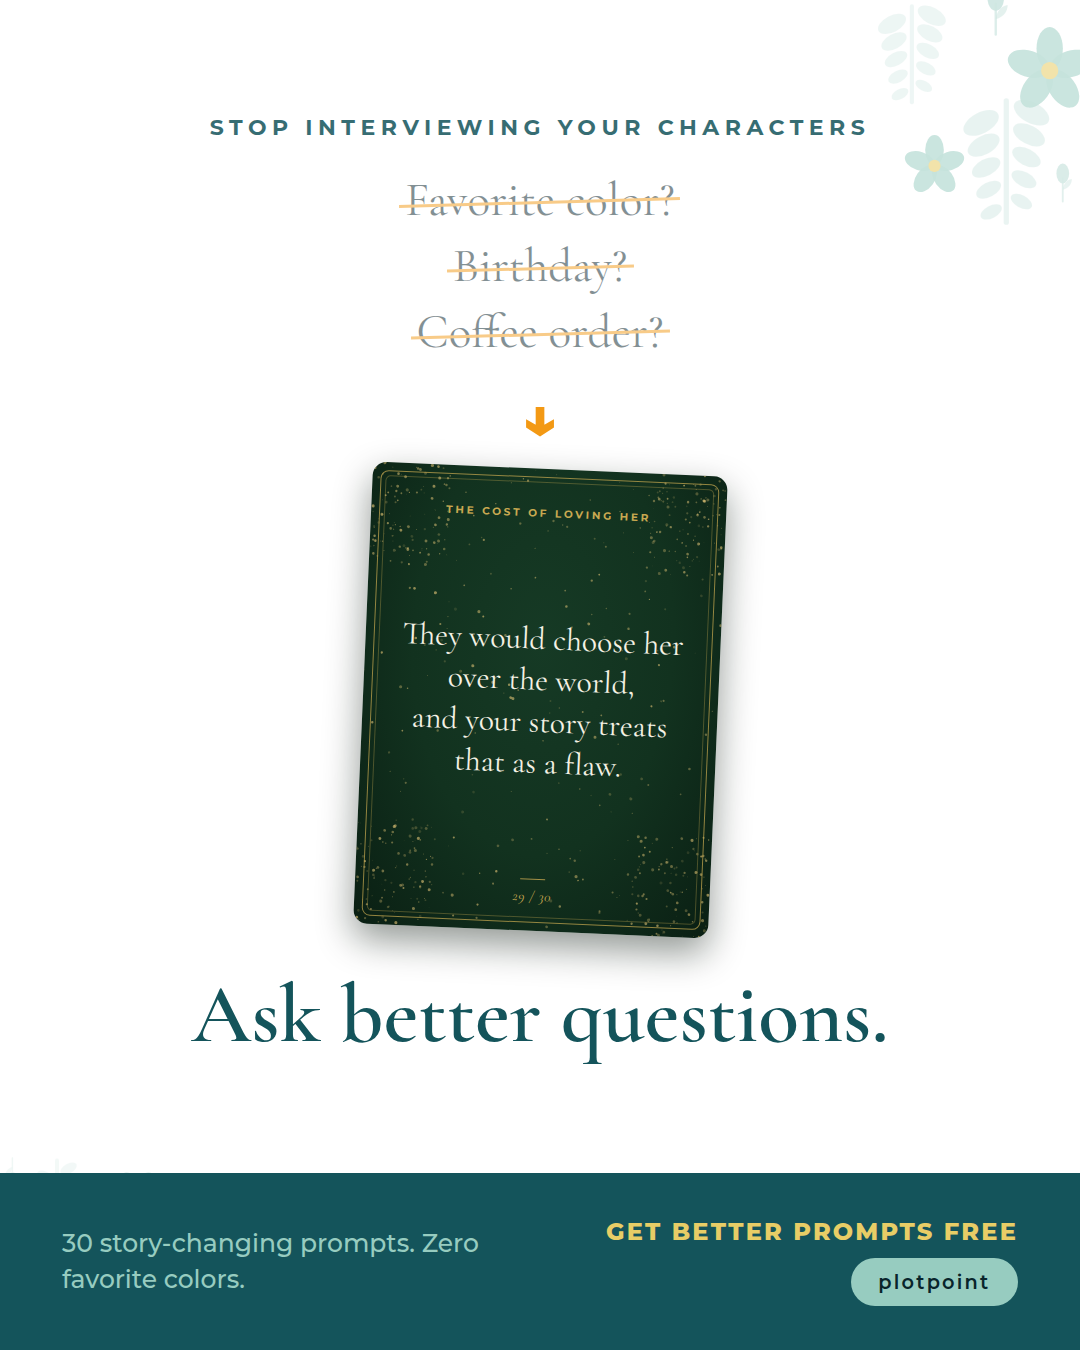 STOP INTERVIEWING YOUR CHARACTERS
Favorite color?
Birthday?
Coffee order?
THE COST OF LOVING HER
They would choose her
over the world,
and your story treats
that as a flaw.
29 / 30
Ask better questions.
30 story-changing prompts. Zero
favorite colors.
GET BETTER PROMPTS FREE
plotpoint